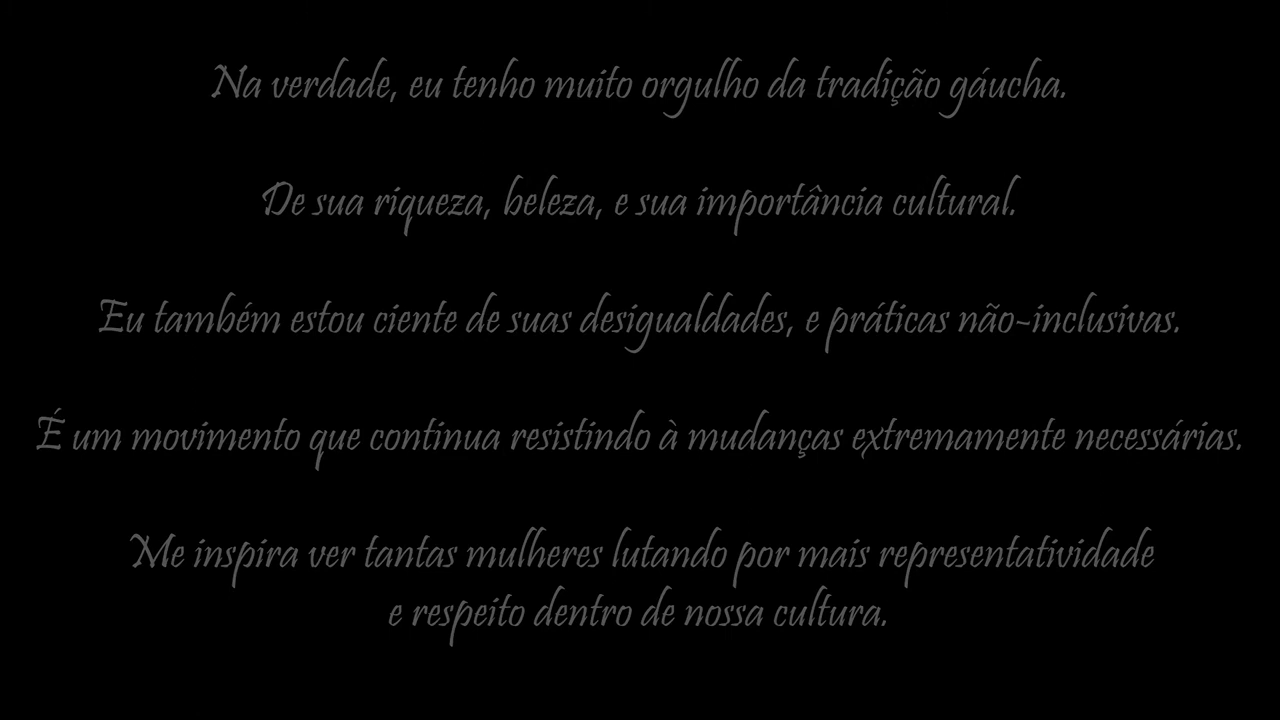 Na verdade, eu tenho muito orgulho da tradição gáucha.
De sua riqueza, beleza, e sua importância cultural.
Eu também estou ciente de suas desigualdades, e práticas não-inclusivas.
É um movimento que continua resistindo à mudanças extremamente necessárias.
Me inspira ver tantas mulheres lutando por mais representatividade
e respeito dentro de nossa cultura.